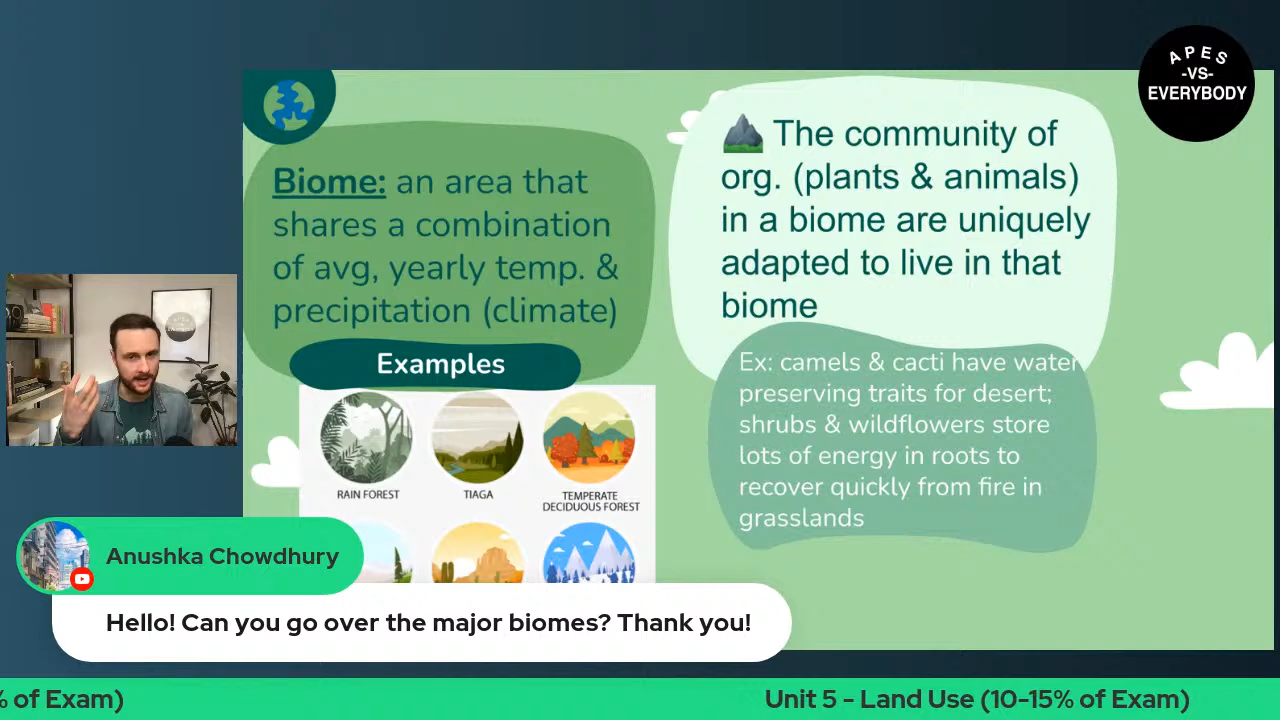 APES
-VS-
EVERYBODY
Biome: an area that
shares a combination
of avg, yearly temp. &
precipitation (climate)
Examples
RAIN FOREST
TIAGA
TEMPERATE
DECIDUOUS FOREST
The community of
org. (plants & animals)
in a biome are uniquely
adapted to live in that
biome
Ex: camels & cacti have water
preserving traits for desert;
shrubs & wildflowers store
lots of energy in roots to
recover quickly from fire in
grasslands
Anushka Chowdhury
Hello! Can you go over the major biomes? Thank you!
% of Exam)
Unit 5 - Land Use (10-15% of Exam)